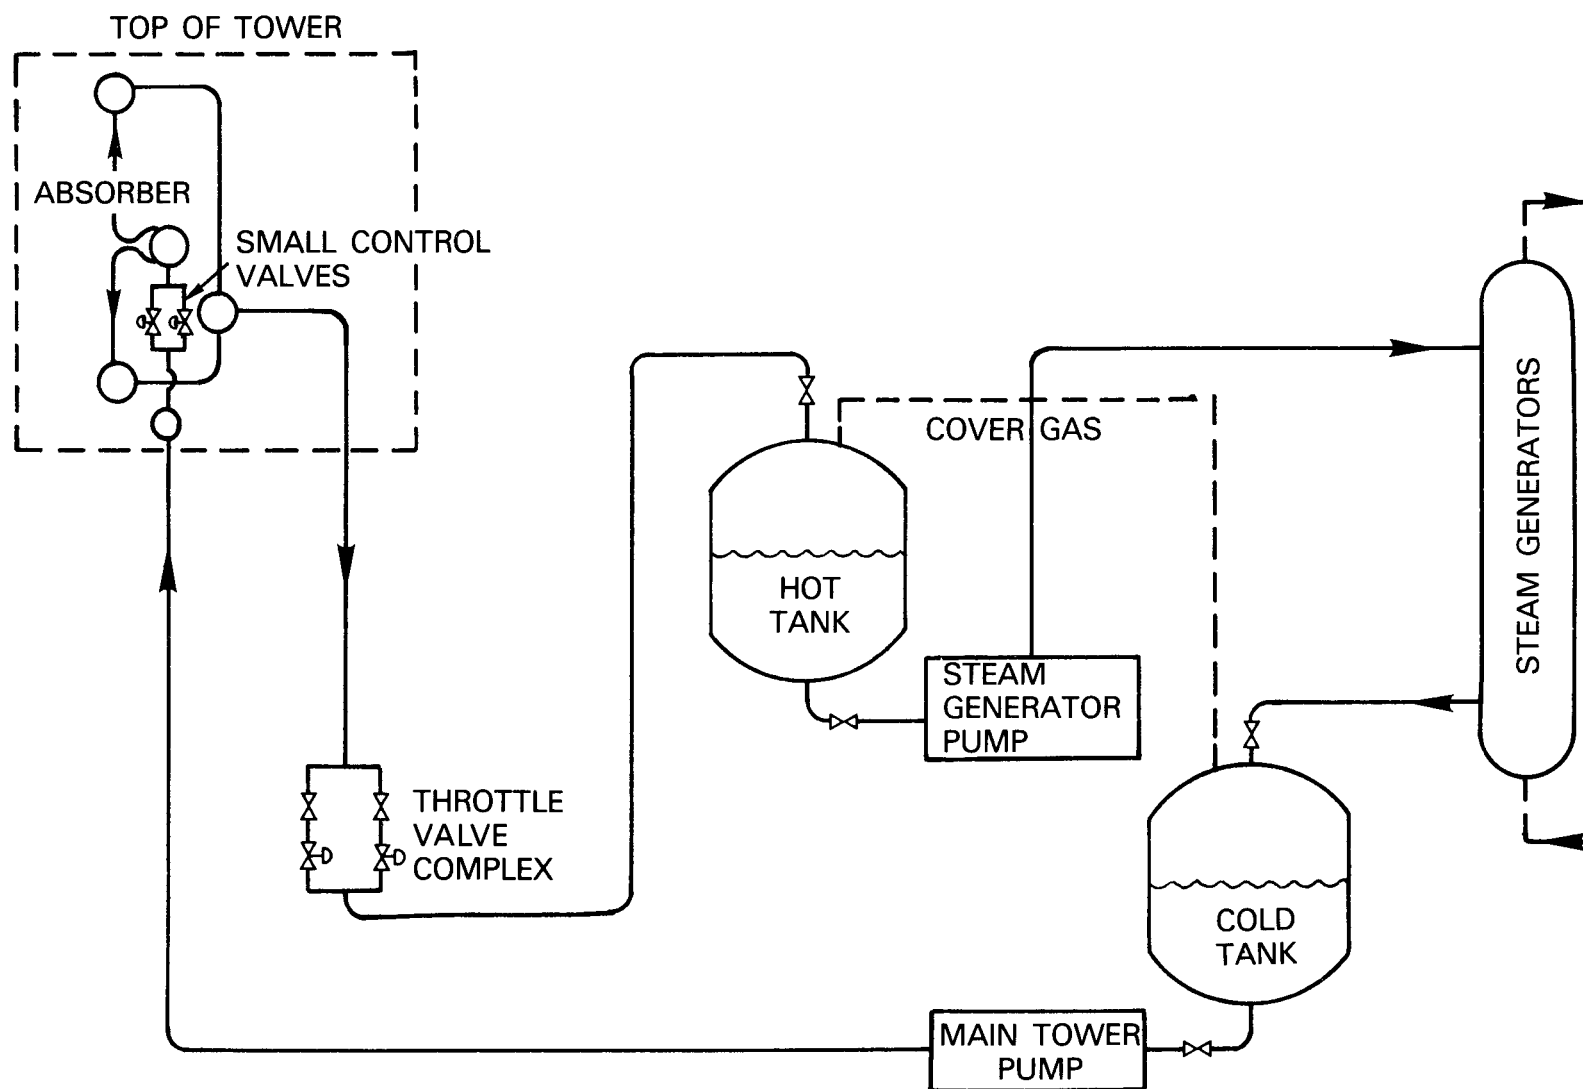 TOP OF TOWER
ABSORBER
SMALL CONTROL
VALVES
COVER GAS
HOT
TANK
STEAM
GENERATOR
PUMP
STEAM GENERATORS
THROTTLE
VALVE
COMPLEX
COLD
TANK
MAIN TOWER
PUMP